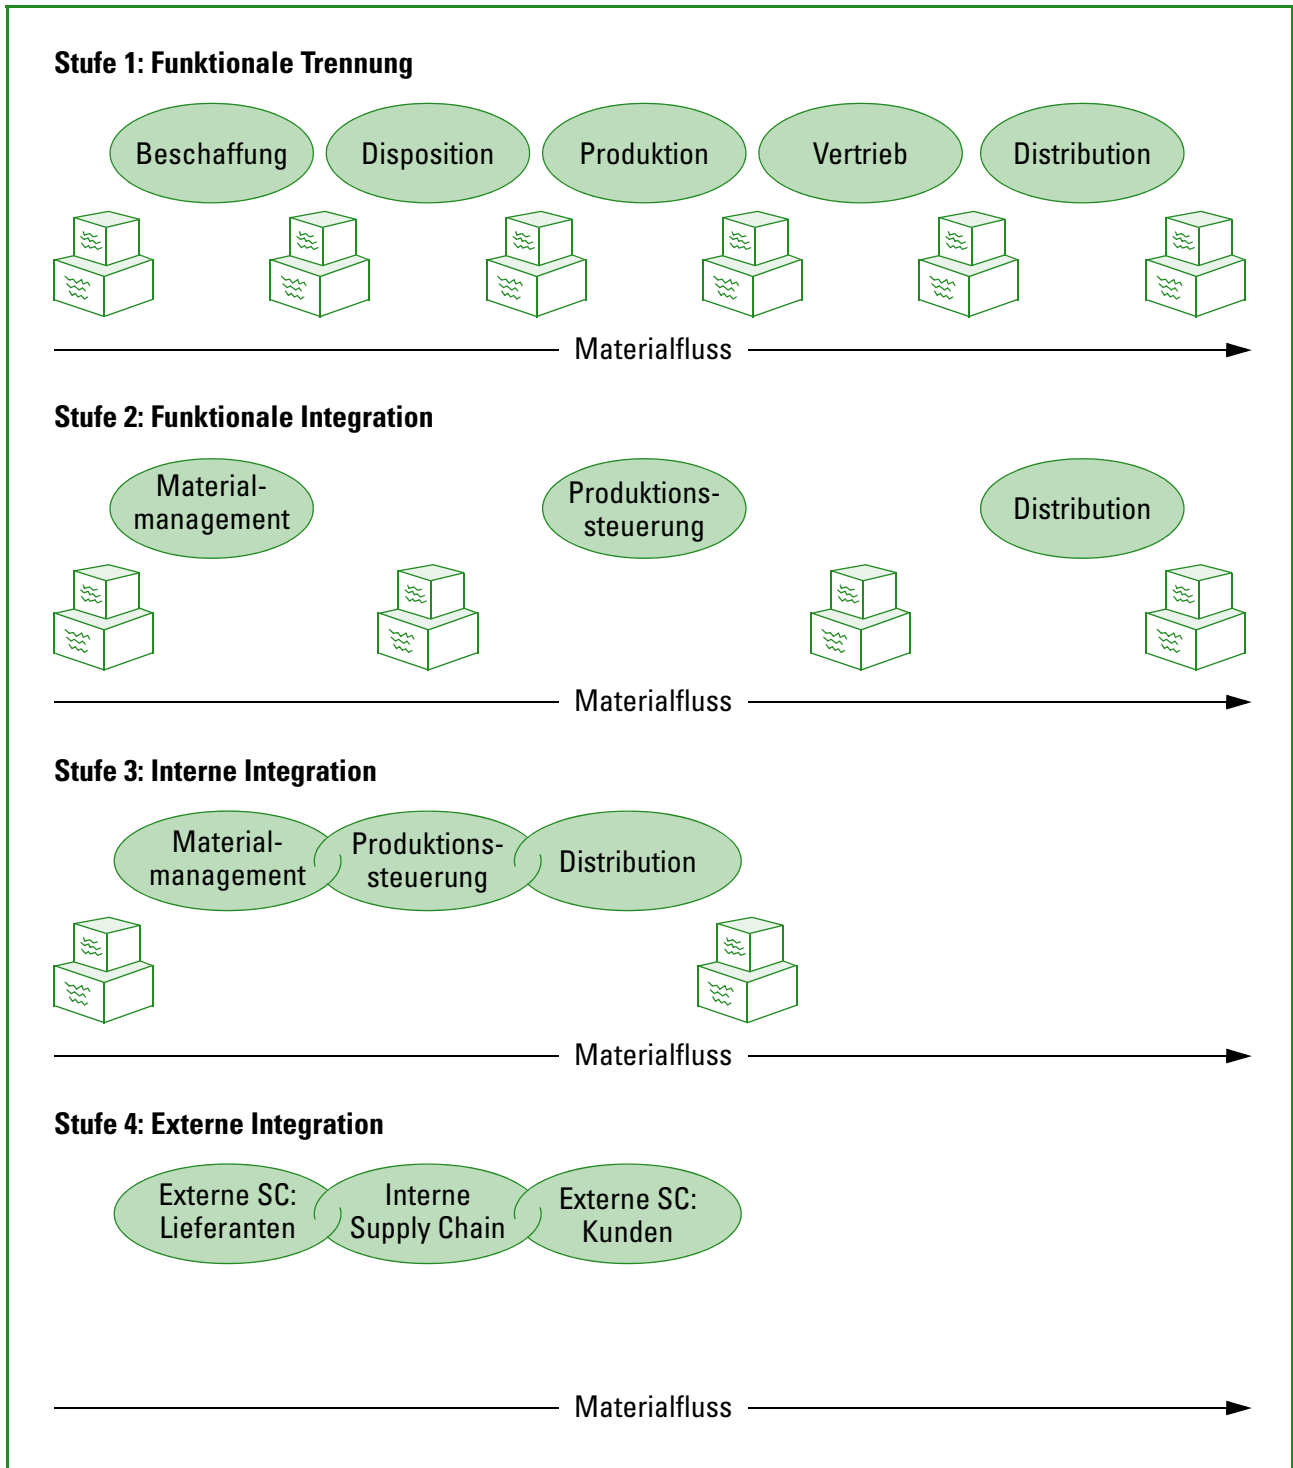 Stufe 1: Funktionale Trennung
Beschaffung
Disposition
Produktion
Vertrieb
Distribution
Materialfluss
Stufe 2: Funktionale Integration
Material-
management
Produktions-
steuerung
Distribution
Materialfluss
Stufe 3: Interne Integration
Material-
management
Produktions-
steuerung
Distribution
Materialfluss
Stufe 4: Externe Integration
Externe SC:
Lieferanten
Interne
Supply Chain
Externe SC:
Kunden
Materialfluss